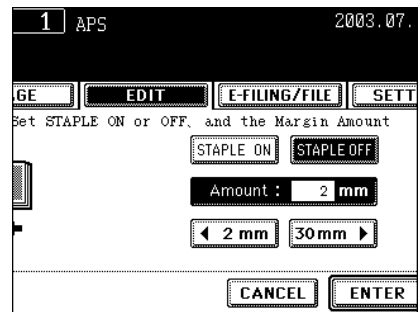 1 APS 2003.07.
GE EDIT E-FILING/FILE SETT
Set STAPLE ON or OFF, and the Margin Amount
STAPLE ON STAPLE OFF
Amount : 2 mm
2 mm 30mm
CANCEL ENTER